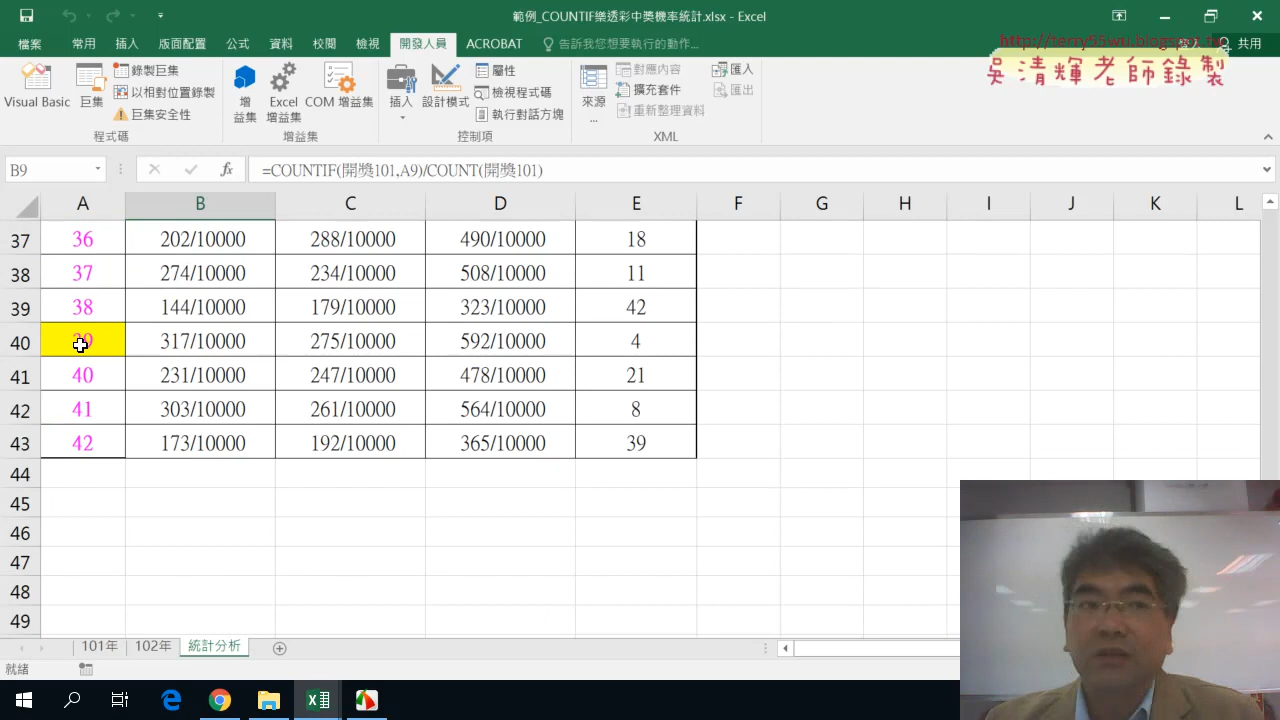 範例_COUNTIF樂透彩中獎機率統計.xlsx - Excel
檔案 常用 插入 版面配置 公式 資料 校閱 檢視 開發人員 ACROBAT 告訴我您想要執行的動作... 登入 共用
http://terry55wu.blogspot.tw
吳清輝老師錄製
Visual Basic 巨集 錄製巨集 以相對位置錄製 巨集安全性
增益集 Excel 增益集 COM 增益集
插入 設計模式 屬性 檢視程式碼 執行對話方塊
來源... 對應內容 擴充套件 重新整理資料 匯入 匯出
程式碼 增益集 控制項 XML
B9 fx =COUNTIF(開獎101,A9)/COUNT(開獎101)
A B C D E F G H I J K L
37 36 202/10000 288/10000 490/10000 18
38 37 274/10000 234/10000 508/10000 11
39 38 144/10000 179/10000 323/10000 42
40 39 317/10000 275/10000 592/10000 4
41 40 231/10000 247/10000 478/10000 21
42 41 303/10000 261/10000 564/10000 8
43 42 173/10000 192/10000 365/10000 39
44
45
46
47
48
49
101年 102年 統計分析
就緒